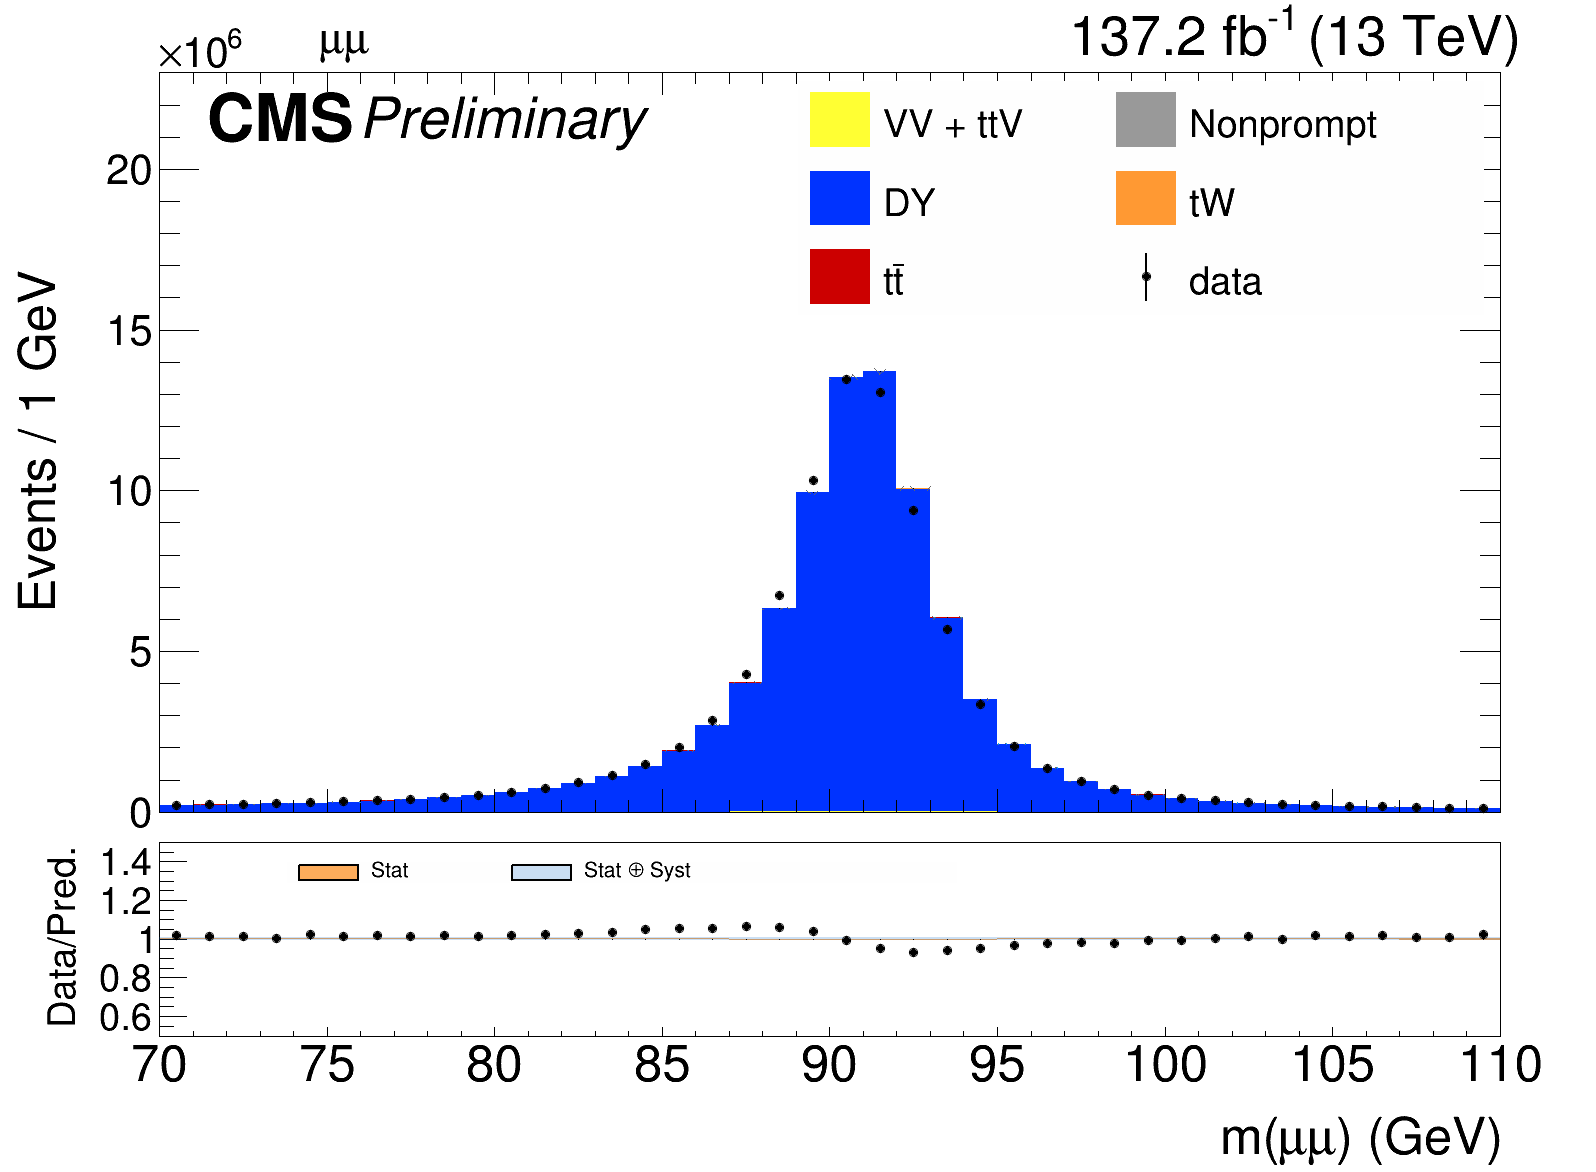 ×10⁶ μμ 137.2 fb⁻¹ (13 TeV)
CMS Preliminary
VV + ttV Nonprompt
DY tW
tt̄ data
Events / 1 GeV
20
15
10
5
0
Stat Stat ⊕ Syst
Data/Pred.
1.4
1.2
1
0.8
0.6
70 75 80 85 90 95 100 105 110
m(μμ) (GeV)